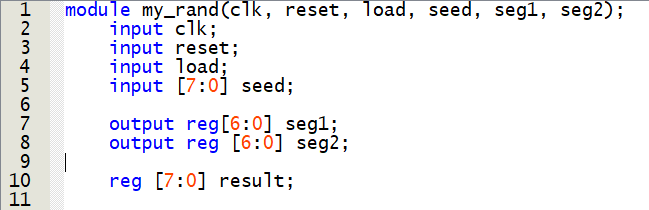 1 module my_rand(clk, reset, load, seed, seg1, seg2);
2 input clk;
3 input reset;
4 input load;
5 input [7:0] seed;
6
7 output reg[6:0] seg1;
8 output reg [6:0] seg2;
9
10 reg [7:0] result;
11